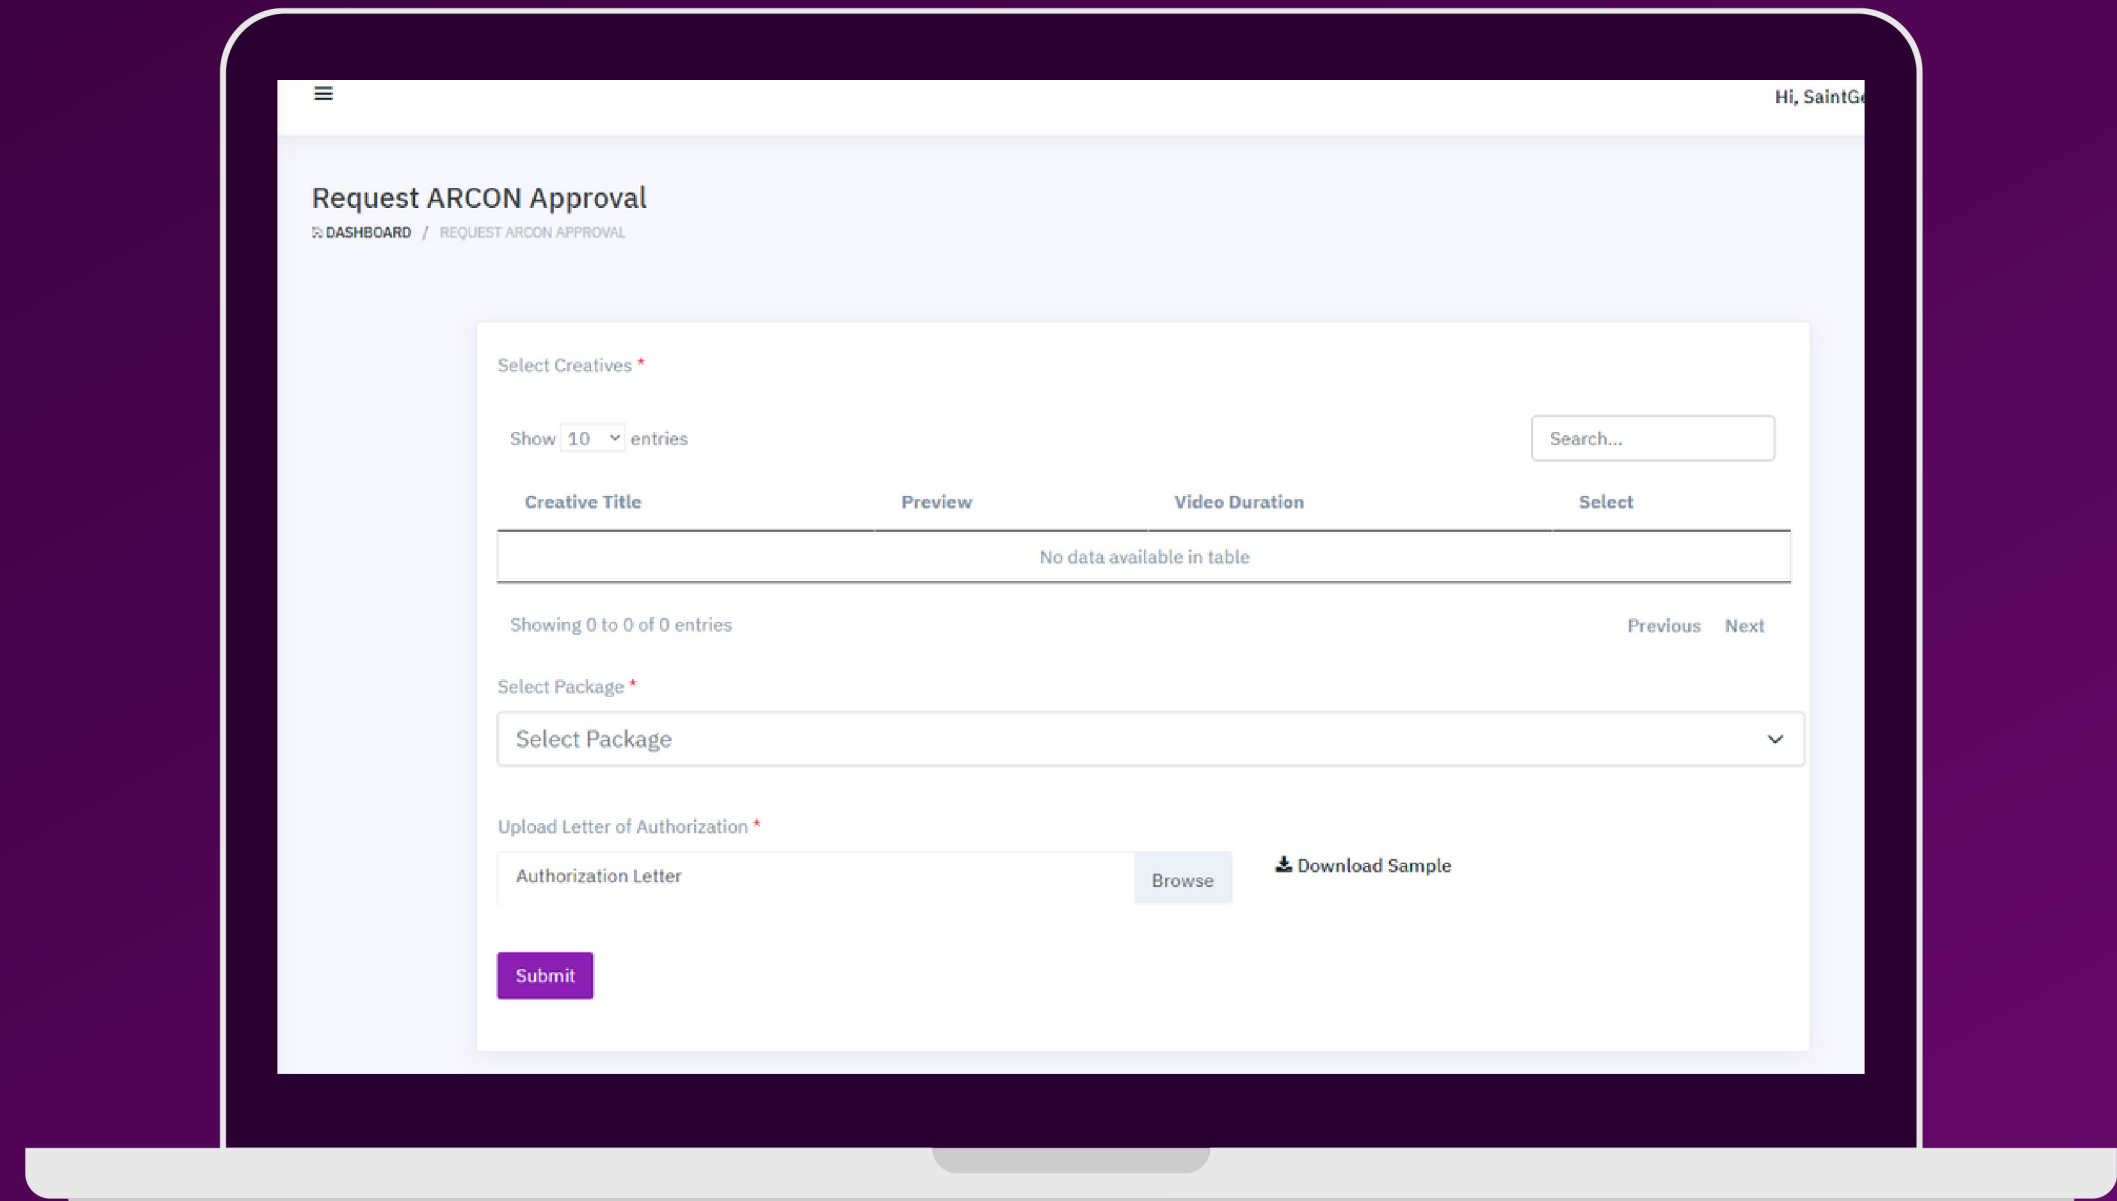 Hi, SaintGe
Request ARCON Approval
DASHBOARD / REQUEST ARCON APPROVAL
Select Creatives *
Show 10 entries
Search...
Creative Title Preview Video Duration Select
No data available in table
Showing 0 to 0 of 0 entries
Previous Next
Select Package *
Select Package
Upload Letter of Authorization *
Authorization Letter Browse
Download Sample
Submit